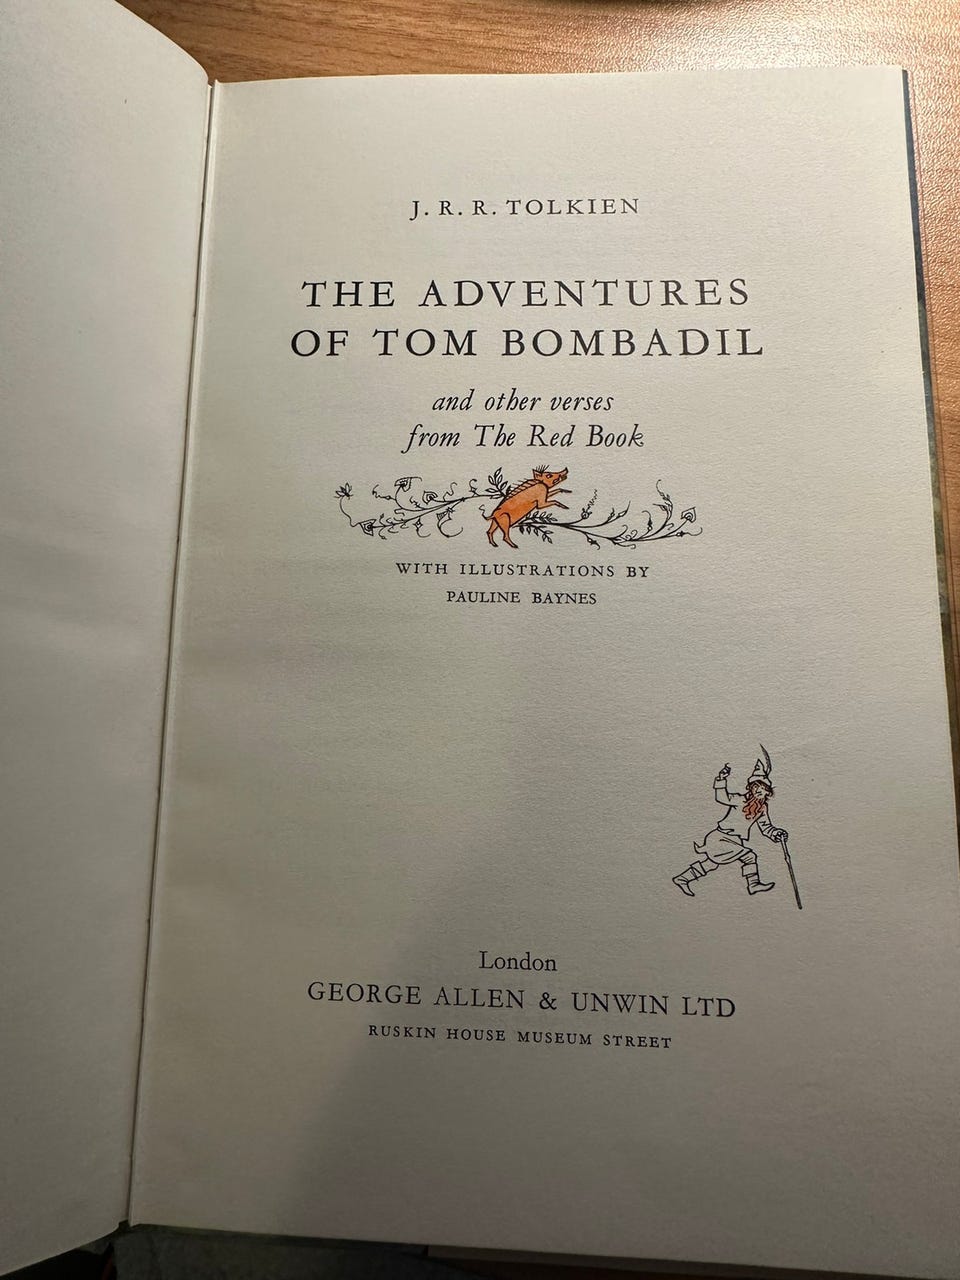 J. R. R. TOLKIEN
THE ADVENTURES
OF TOM BOMBADIL
and other verses
from The Red Book
WITH ILLUSTRATIONS BY
PAULINE BAYNES
London
GEORGE ALLEN & UNWIN LTD
RUSKIN HOUSE MUSEUM STREET